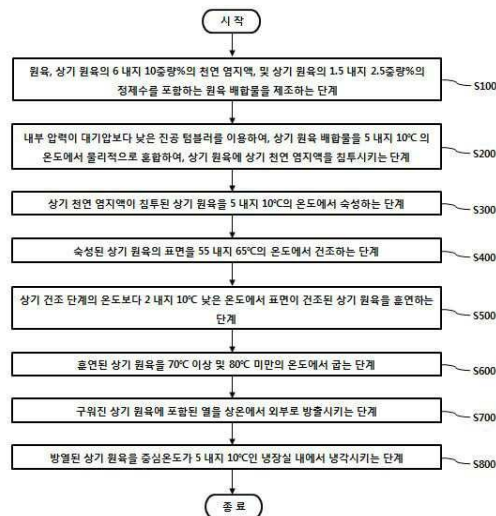 시 작
원육, 상기 원육의 6 내지 10중량%의 천연 염지액, 및 상기 원육의 1.5 내지 2.5중량%의
정제수를 포함하는 원육 배합물을 제조하는 단계
S100
내부 압력이 대기압보다 낮은 진공 텀블러를 이용하여, 상기 원육 배합물을 5 내지 10℃의
온도에서 물리적으로 혼합하여, 상기 원육에 상기 천연 염지액을 침투시키는 단계
S200
상기 천연 염지액이 침투된 상기 원육을 5 내지 10℃의 온도에서 숙성하는 단계
S300
숙성된 상기 원육의 표면을 55 내지 65℃의 온도에서 건조하는 단계
S400
상기 건조 단계의 온도보다 2 내지 10℃ 낮은 온도에서 표면이 건조된 상기 원육을 훈연하는
단계
S500
훈연된 상기 원육을 70℃ 이상 및 80℃ 미만의 온도에서 굽는 단계
S600
구워진 상기 원육에 포함된 열을 상온에서 외부로 방출시키는 단계
S700
방열된 상기 원육을 중심온도가 5 내지 10℃인 냉장실 내에서 냉각시키는 단계
S800
종 료